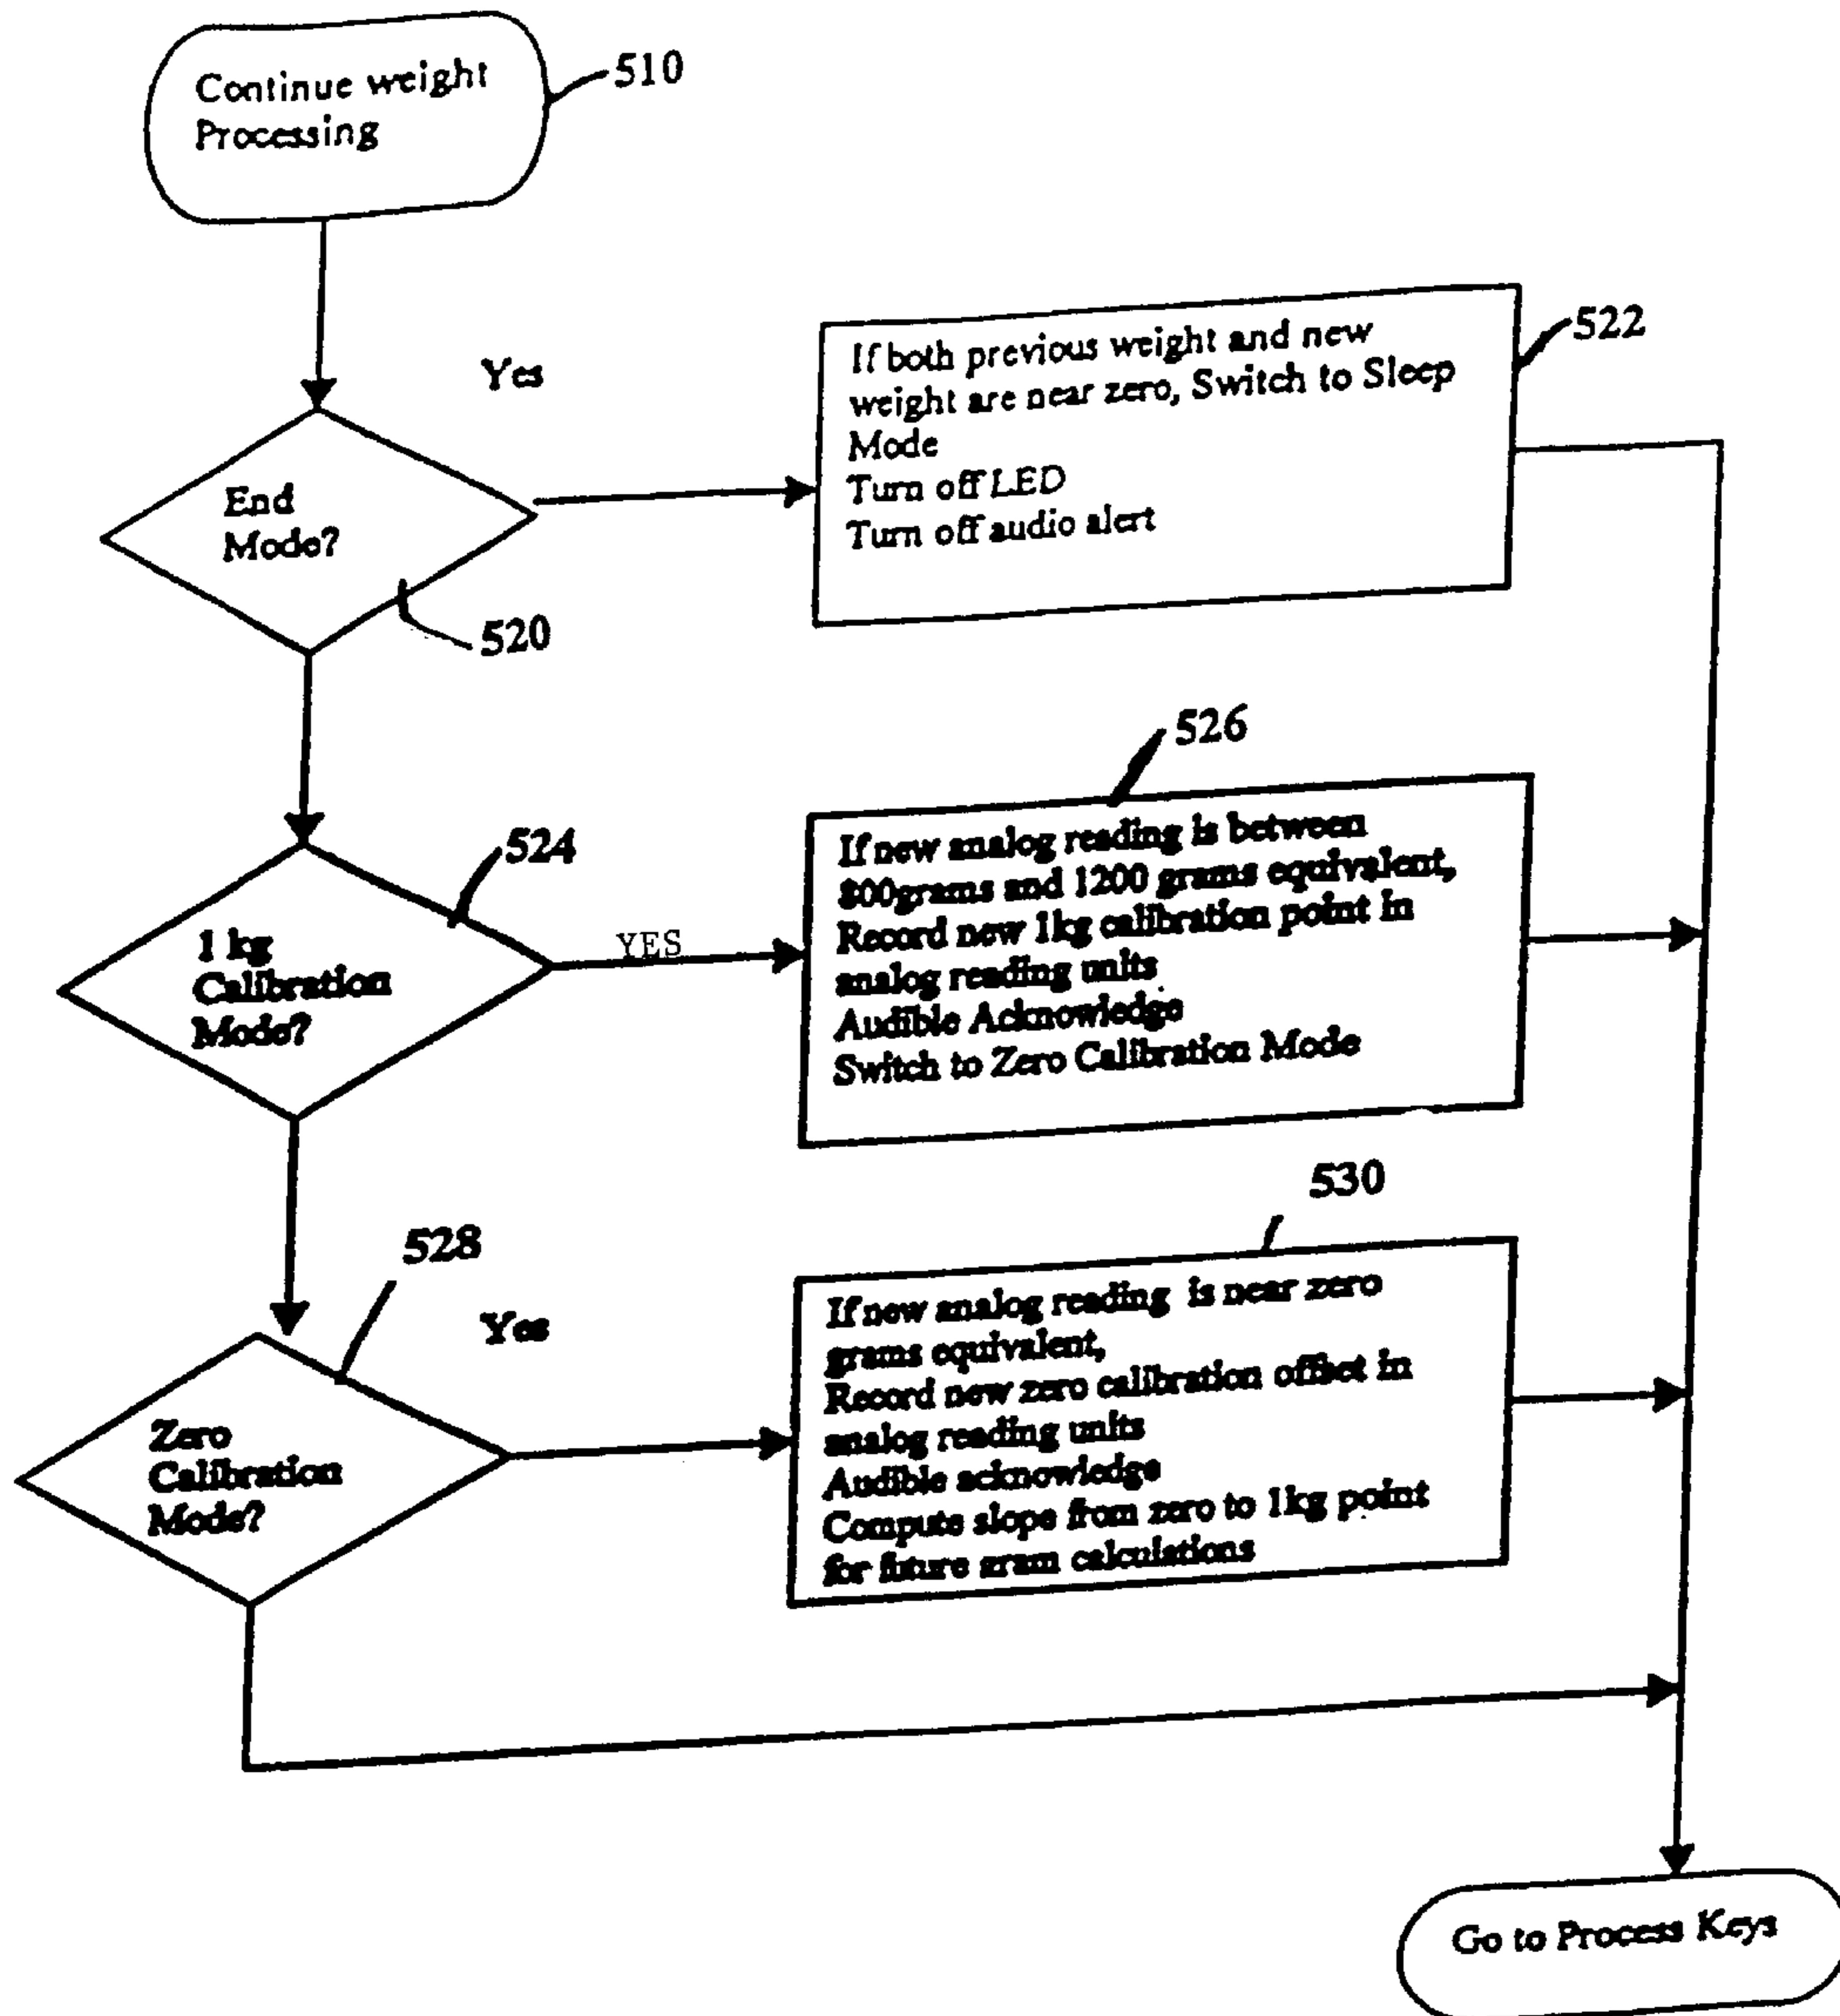 Continue weight
Processing
510
Yes
If both previous weight and new
weight are near zero, Switch to Sleep
Mode
Turn off LED
Turn off audio alert
522
End
Mode?
520
526
524
1 kg
Calibration
Mode?
YES
If new analog reading is between
800grams and 1200 grams equivalent,
Record new 1kg calibration point in
analog reading units
Audible Acknowledge
Switch to Zero Calibration Mode
530
528
Yes
If new analog reading is near zero
grams equivalent,
Record new zero calibration offset in
analog reading units
Audible acknowledge
Compute slope from zero to 1kg point
for future gram calculations
Zero
Calibration
Mode?
Go to Process Keys